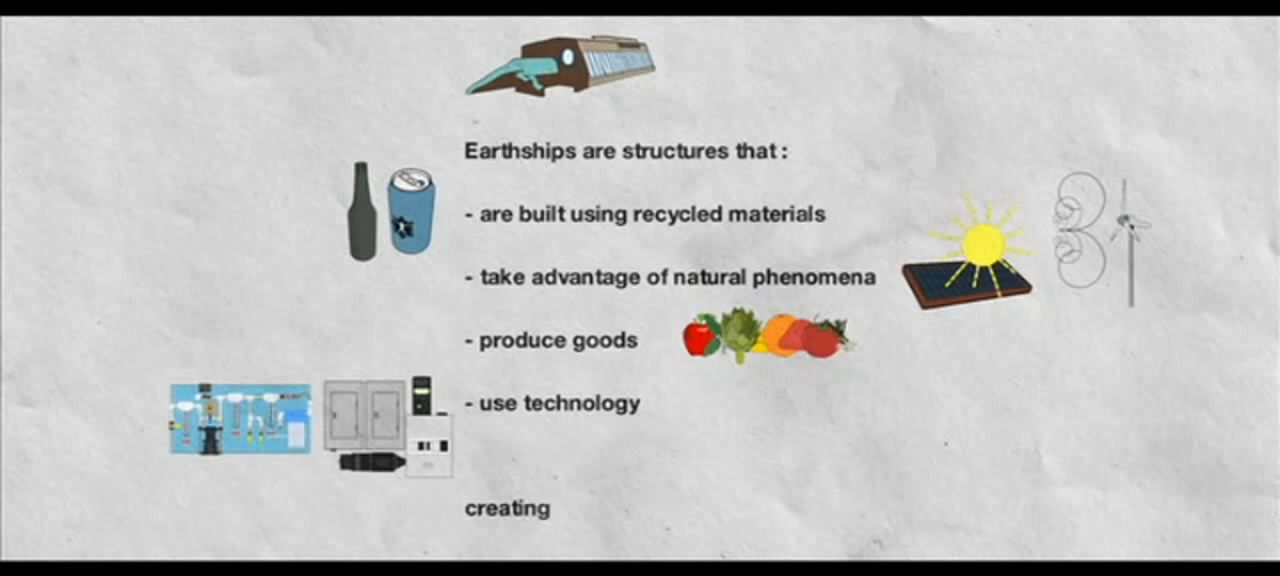 Earthships are structures that :
- are built using recycled materials
- take advantage of natural phenomena
- produce goods
- use technology
creating